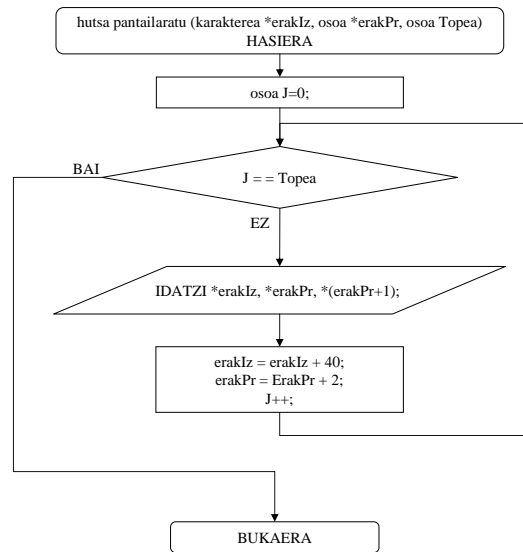 hutsa pantailaratu (karakterea *erakIz, osoa *erakPr, osoa Topea)
HASIERA
osoa J=0;
BAI
J = = Topea
EZ
IDATZI *erakIz, *erakPr, *(erakPr+1);
erakIz = erakIz + 40;
erakPr = ErakPr + 2;
J++;
BUKAERA